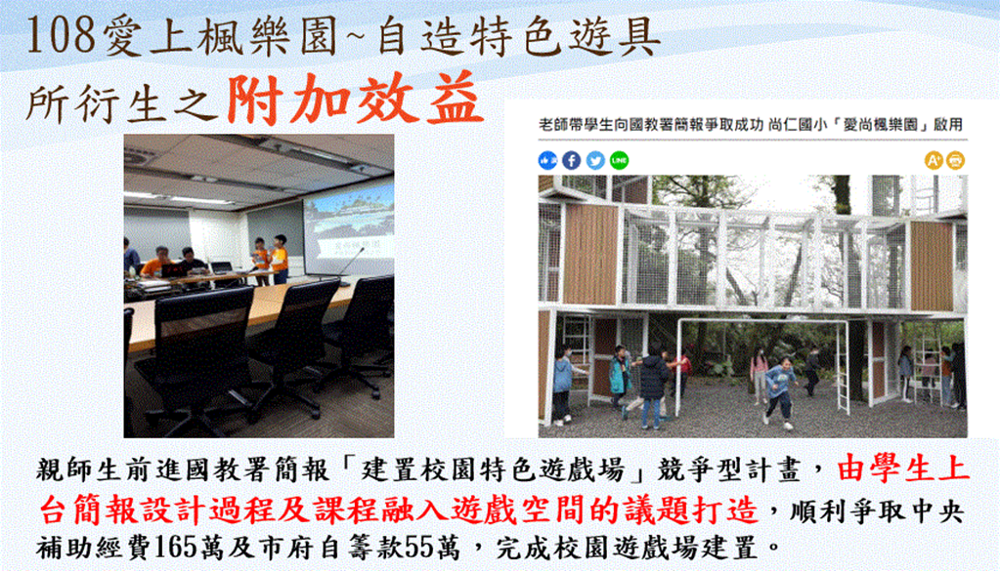 108愛上楓樂園~自造特色遊具
所衍生之附加效益
老師帶學生向國教署簡報爭取成功 尚仁國小「愛尚楓樂園」啟用
LINE
A+
親師生前進國教署簡報「建置校園特色遊戲場」競爭型計畫，由學生上
台簡報設計過程及課程融入遊戲空間的議題打造，順利爭取中央
補助經費165萬及市府自籌款55萬，完成校園遊戲場建置。